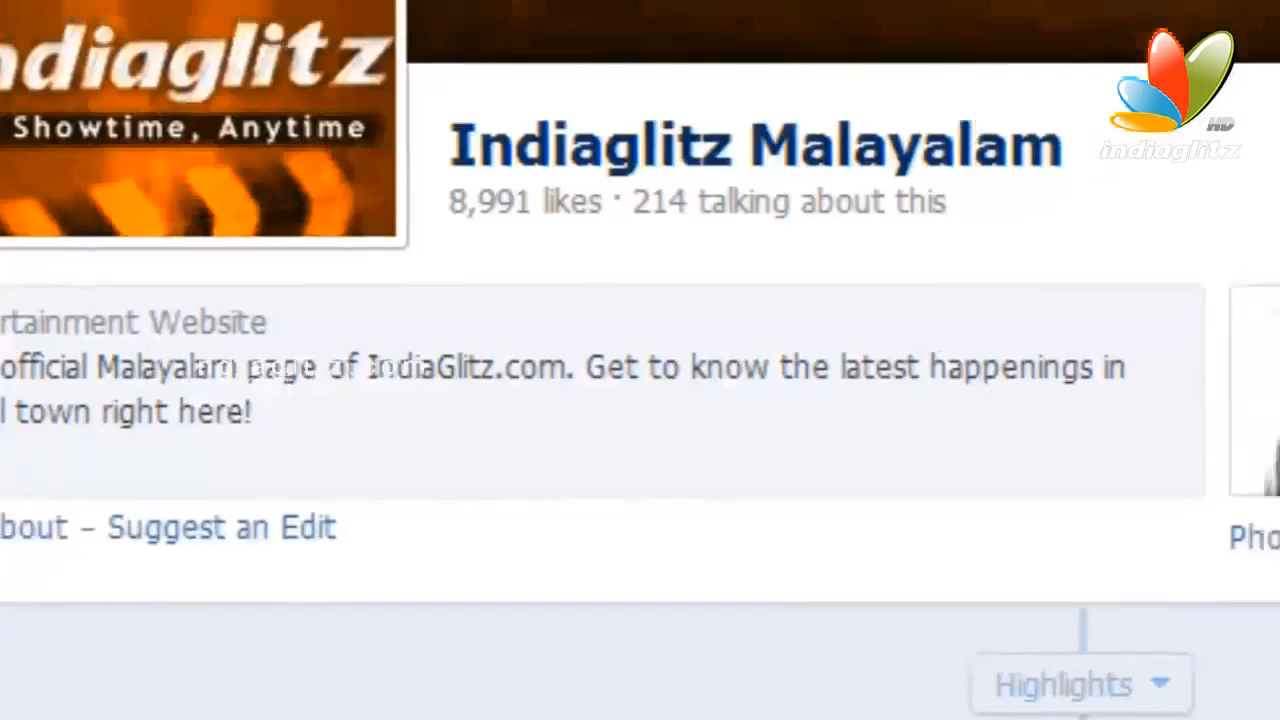 ndiaglitz
Showtime, Anytime
Indiaglitz Malayalam
8,991 likes · 214 talking about this
HD
indiaglitz
rtainment Website
official Malayalam page of IndiaGlitz.com. Get to know the latest happenings in
l town right here!
bout – Suggest an Edit
Pho
Highlights